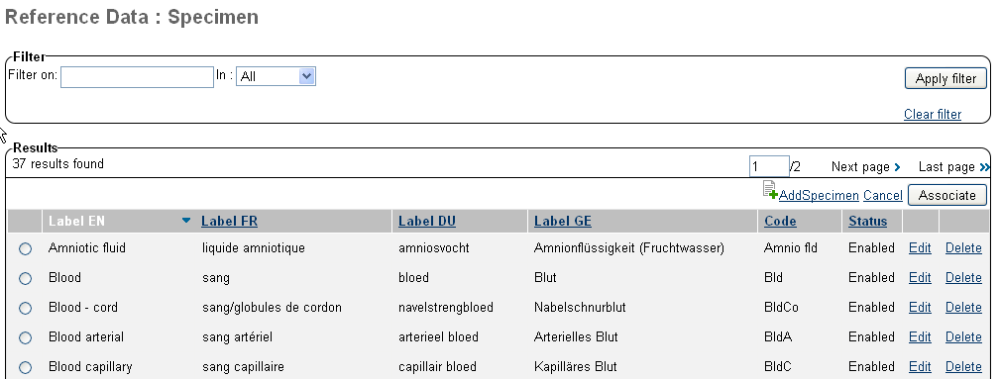 Reference Data : Specimen
Filter
Filter on: In : All Apply filter
Clear filter
Results
37 results found 1 /2 Next page Last page
AddSpecimen Cancel Associate
Label EN Label FR Label DU Label GE Code Status
Amniotic fluid liquide amniotique amniosvocht Amnionflüssigkeit (Fruchtwasser) Amnio fld Enabled Edit Delete
Blood sang bloed Blut Bld Enabled Edit Delete
Blood - cord sang/globules de cordon navelstrengbloed Nabelschnurblut BldCo Enabled Edit Delete
Blood arterial sang artériel arterieel bloed Arterielles Blut BldA Enabled Edit Delete
Blood capillary sang capillaire capillair bloed Kapilläres Blut BldC Enabled Edit Delete